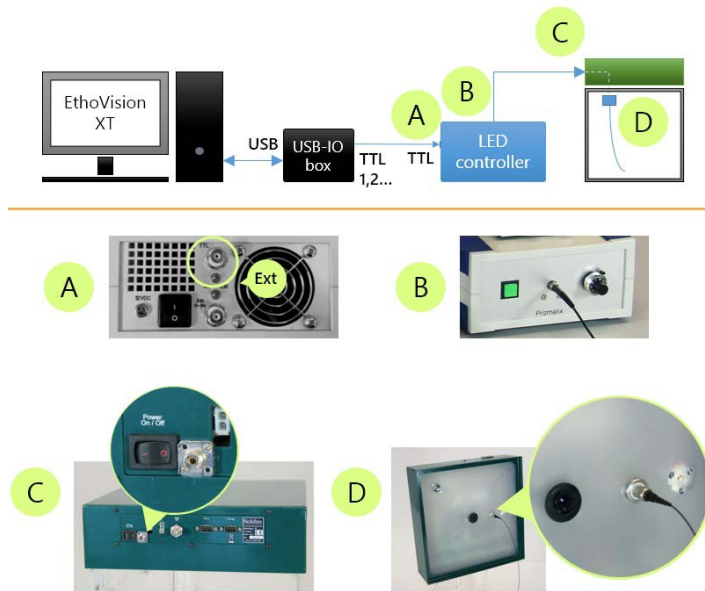 C
EthoVision
XT
A
B
D
USB
USB-IO
box
TTL
1,2...
TTL
LED
controller
A
TTL
Ext
12VDC
B
Prizmatix
C
Power
On / Off
Noldus
D